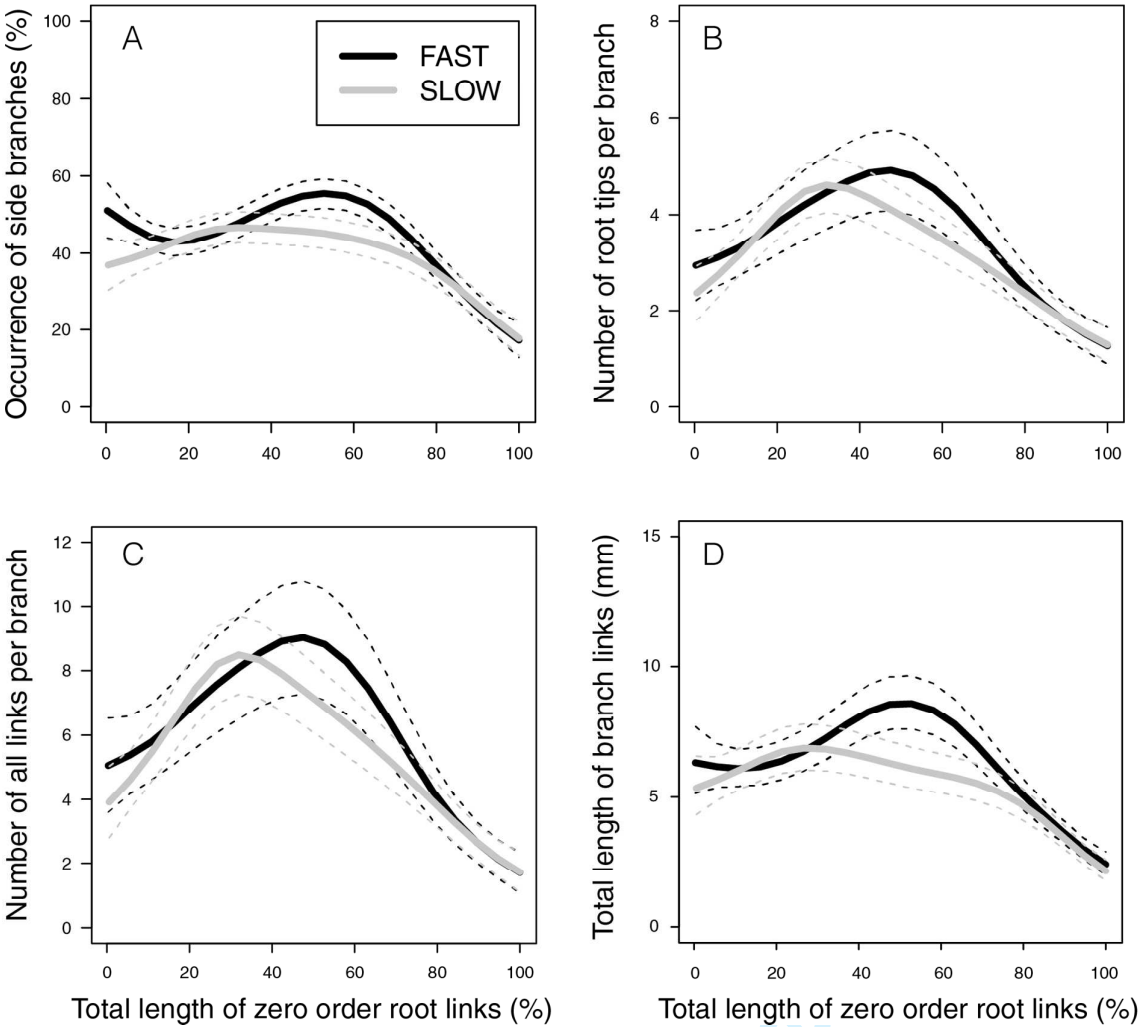 Occurrence of side branches (%)
100
80
60
40
20
0
A
FAST
SLOW
0 20 40 60 80 100
Number of root tips per branch
8
6
4
2
0
B
0 20 40 60 80 100
Number of all links per branch
12
10
8
6
4
2
0
C
0 20 40 60 80 100
Total length of zero order root links (%)
Total length of branch links (mm)
15
10
5
0
D
0 20 40 60 80 100
Total length of zero order root links (%)